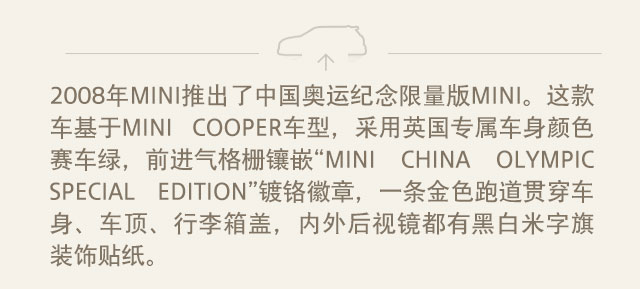 2008年MINI推出了中国奥运纪念限量版MINI。这款
车基于MINI COOPER车型，采用英国专属车身颜色
赛车绿，前进气格栅镶嵌“MINI CHINA OLYMPIC
SPECIAL EDITION”镀铬徽章，一条金色跑道贯穿车
身、车顶、行李箱盖，内外后视镜都有黑白米字旗
装饰贴纸。